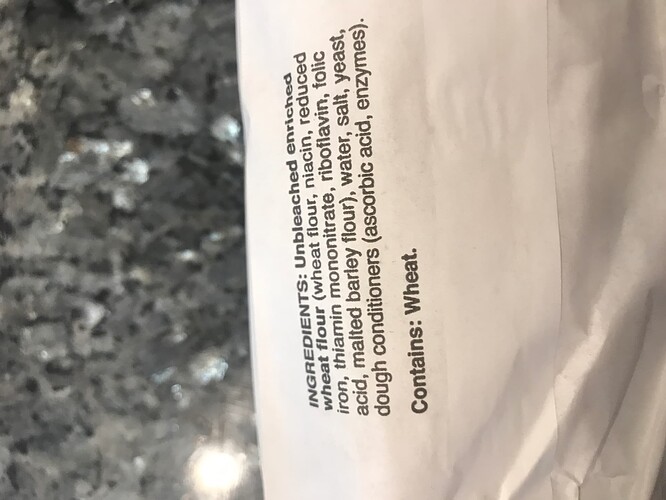 INGREDIENTS: Unbleached enriched
wheat flour (wheat flour, niacin, reduced
iron, thiamin mononitrate, riboflavin, folic
acid, malted barley flour), water, salt, yeast,
dough conditioners (ascorbic acid, enzymes).
Contains: Wheat.